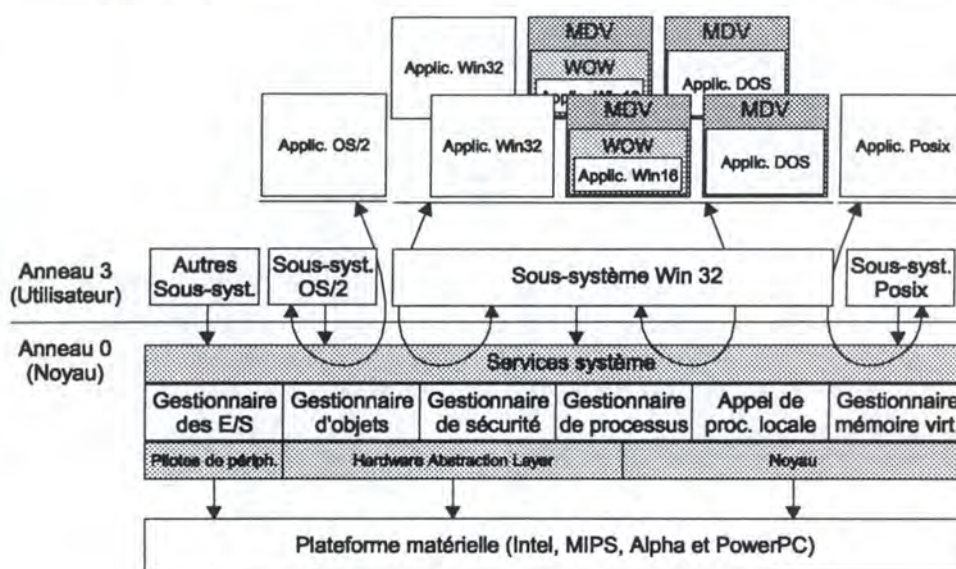 MDV
MDV
Applic. Win32
WOW
Applic. DOS
MDV
MDV
Applic. OS/2
Applic. Win32
WOW
Applic. Posix
Applic. Win16
Applic. DOS
Anneau 3
(Utilisateur)
Autres
Sous-syst.
Sous-syst.
OS/2
Sous-système Win 32
Sous-syst.
Posix
Anneau 0
(Noyau)
Services système
Gestionnaire
des E/S
Gestionnaire
d'objets
Gestionnaire
de sécurité
Gestionnaire
de processus
Appel de
proc. locale
Gestionnaire
mémoire virt.
Pilotes de périph.
Hardware Abstraction Layer
Noyau
Plateforme matérielle (Intel, MIPS, Alpha et PowerPC)